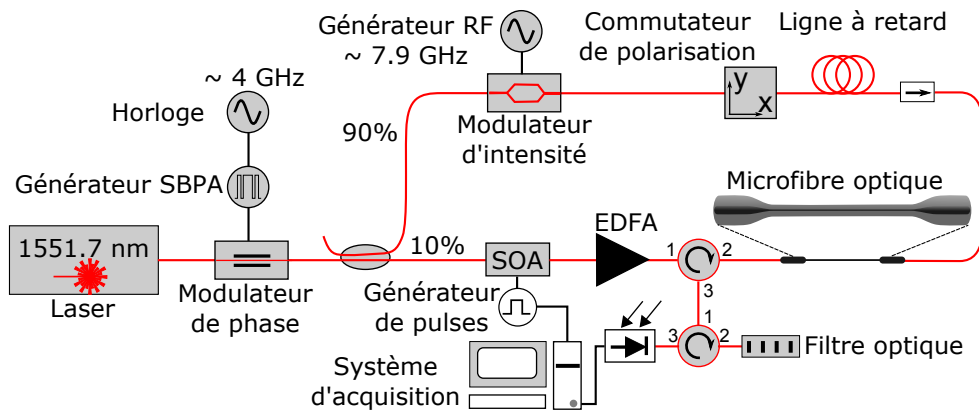 Générateur RF
~ 7.9 GHz
Commutateur
de polarisation
Ligne à retard
~ 4 GHz
Horloge
90%
Modulateur
d'intensité
y
x
Générateur SBPA
Microfibre optique
EDFA
1551.7 nm
10%
SOA
1
2
3
Laser
Modulateur
de phase
Générateur
de pulses
1
3
2
Filtre optique
Système
d'acquisition